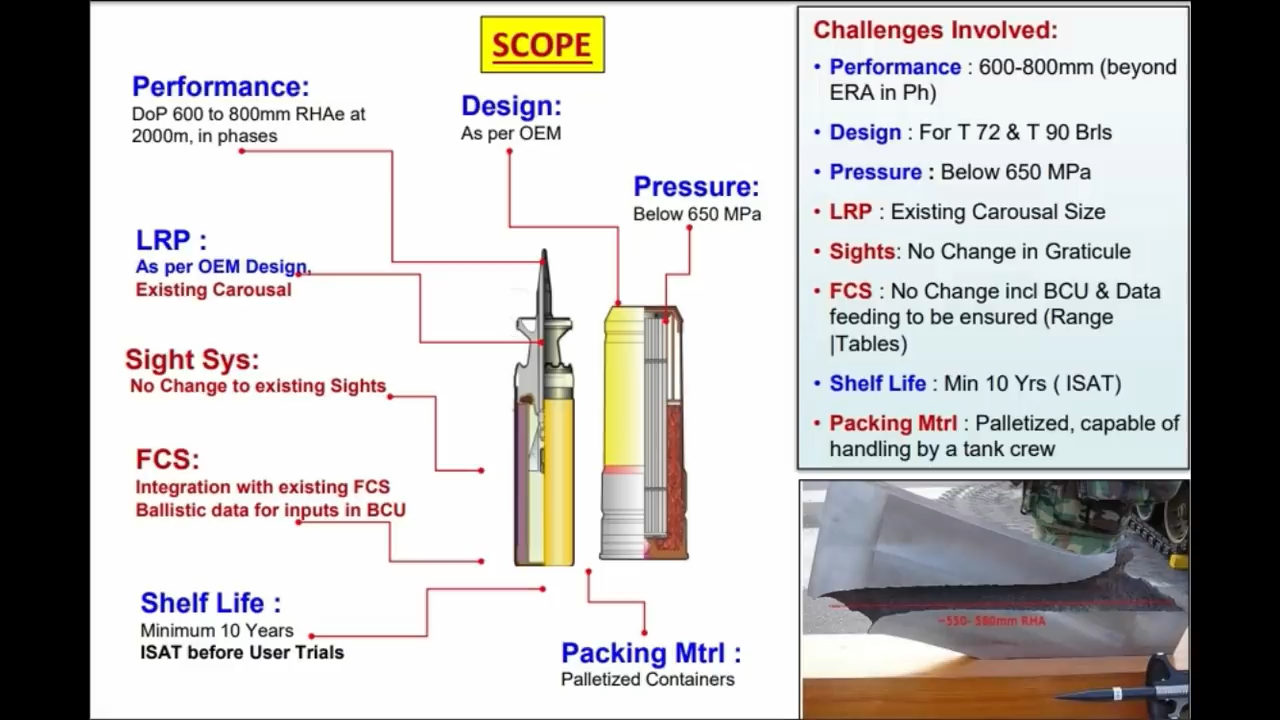 SCOPE
Performance:
DoP 600 to 800mm RHAe at
2000m, in phases
Design:
As per OEM
Pressure:
Below 650 MPa
LRP :
As per OEM Design,
Existing Carousal
Sight Sys:
No Change to existing Sights
FCS:
Integration with existing FCS
Ballistic data for inputs in BCU
Shelf Life :
Minimum 10 Years
ISAT before User Trials
Packing Mtrl :
Palletized Containers
Challenges Involved:
• Performance : 600-800mm (beyond
ERA in Ph)
• Design : For T 72 & T 90 Brls
• Pressure : Below 650 MPa
• LRP : Existing Carousal Size
• Sights: No Change in Graticule
• FCS : No Change incl BCU & Data
feeding to be ensured (Range
|Tables)
• Shelf Life : Min 10 Yrs ( ISAT)
• Packing Mtrl : Palletized, capable of
handling by a tank crew
~550- 580mm RHA